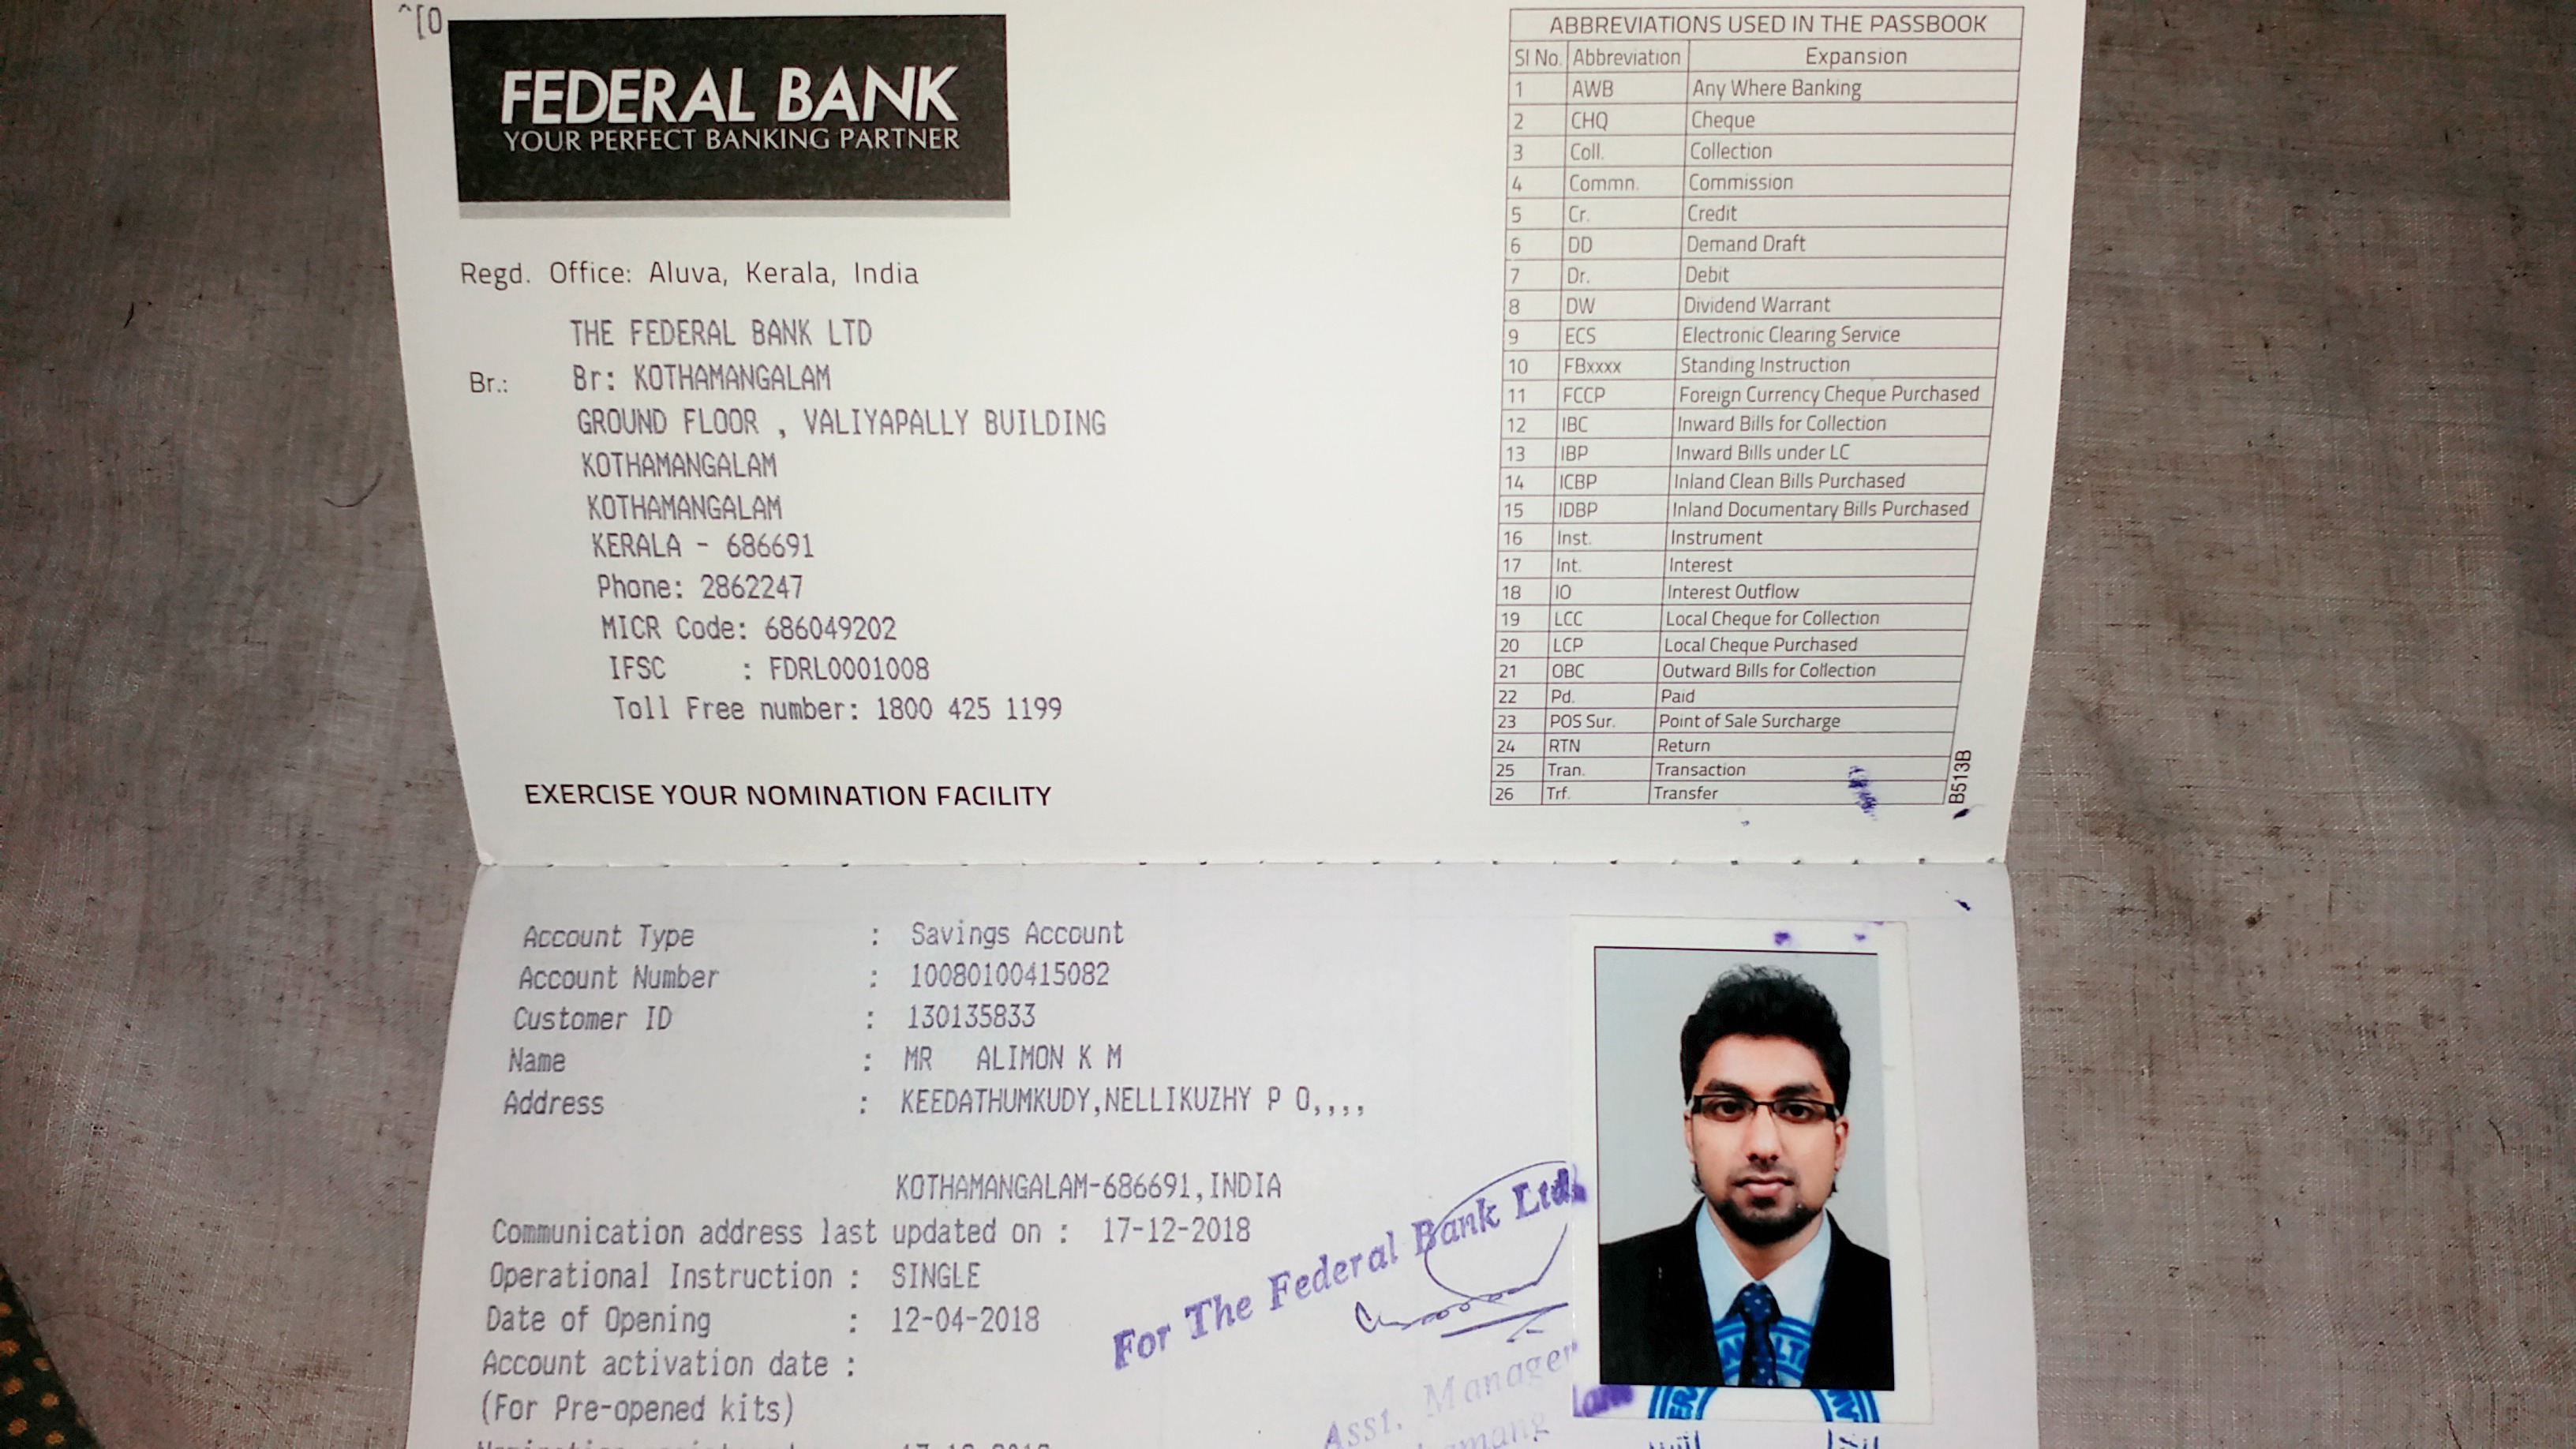 ^[0
FEDERAL BANK
YOUR PERFECT BANKING PARTNER
Regd. Office: Aluva, Kerala, India
THE FEDERAL BANK LTD
Br.: Br: KOTHAMANGALAM
GROUND FLOOR , VALIYAPALLY BUILDING
KOTHAMANGALAM
KOTHAMANGALAM
KERALA - 686691
Phone: 2862247
MICR Code: 686049202
IFSC : FDRL0001008
Toll Free number: 1800 425 1199
EXERCISE YOUR NOMINATION FACILITY
ABBREVIATIONS USED IN THE PASSBOOK
Sl No. Abbreviation Expansion
1 AWB Any Where Banking
2 CHQ Cheque
3 Coll. Collection
4 Commn. Commission
5 Cr. Credit
6 DD Demand Draft
7 Dr. Debit
8 DW Dividend Warrant
9 ECS Electronic Clearing Service
10 FBxxxx Standing Instruction
11 FCCP Foreign Currency Cheque Purchased
12 IBC Inward Bills for Collection
13 IBP Inward Bills under LC
14 ICBP Inland Clean Bills Purchased
15 IDBP Inland Documentary Bills Purchased
16 Inst. Instrument
17 Int. Interest
18 IO Interest Outflow
19 LCC Local Cheque for Collection
20 LCP Local Cheque Purchased
21 OBC Outward Bills for Collection
22 Pd. Paid
23 POS Sur. Point of Sale Surcharge
24 RTN Return
25 Tran. Transaction
26 Trf. Transfer
B513B
Account Type : Savings Account
Account Number : 10080100415082
Customer ID : 130135833
Name : MR ALIMON K M
Address : KEEDATHUMKUDY,NELLIKUZHY P O,,,,
KOTHAMANGALAM-686691,INDIA
Communication address last updated on : 17-12-2018
Operational Instruction : SINGLE
Date of Opening : 12-04-2018
Account activation date :
(For Pre-opened kits)
For The Federal Bank Ltd.
Asst. Manager